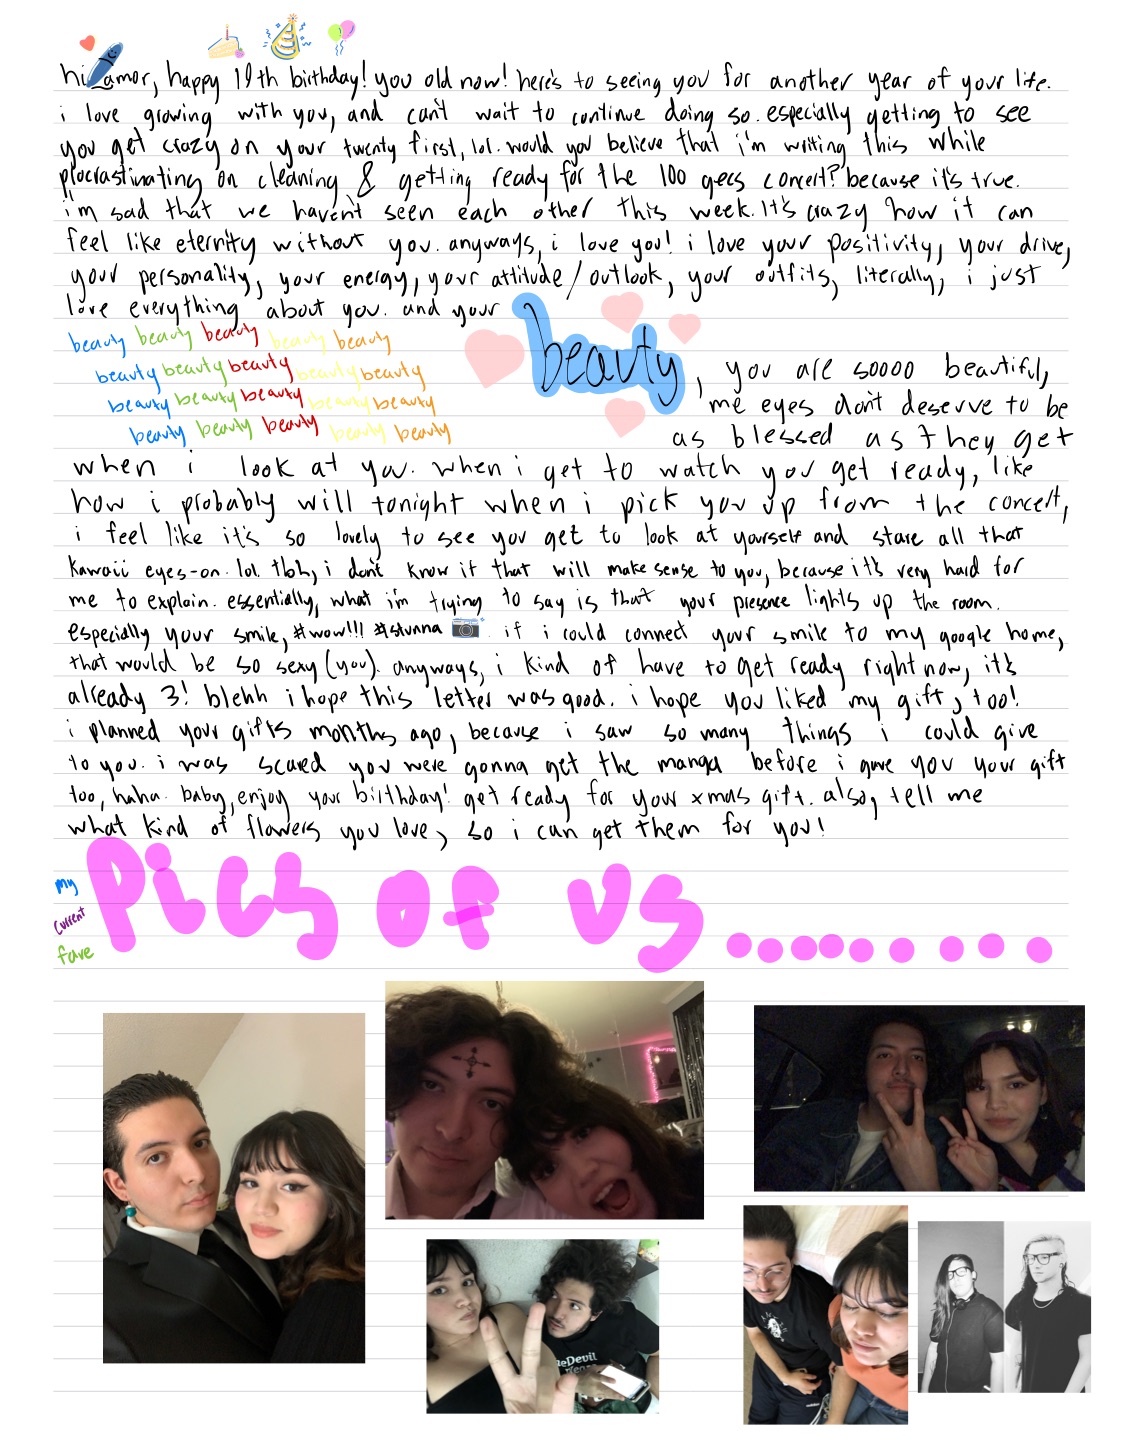 hi amor, happy 19th birthday! you old now! here's to seeing you for another year of your life.
i love growing with you, and can't wait to continue doing so. especially getting to see
you get crazy on your twenty first, lol. would you believe that i'm writing this while
procrastinating on cleaning & getting ready for the 100 gecs concert? because it's true.
i'm sad that we haven't seen each other this week. It's crazy how it can
feel like eternity without you. anyways, i love you! i love your positivity, your drive,
your personality, your energy, your attitude/outlook, your outfits, literally, i just
love everything about you. and your
beauty beauty beauty beauty beauty
beauty beauty beauty beauty beauty
beauty beauty beauty beauty beauty
beauty beauty beauty beauty beauty
beauty, you are soooo beautiful,
me eyes don't deserve to be
as blessed as they get
when i look at you. when i get to watch you get ready, like
how i probably will tonight when i pick you up from the concert,
i feel like it's so lovely to see you get to look at yourself and stare all that
kawaii eyes-on. lol. tbh, i don't know if that will make sense to you, because it's very hard for
me to explain. essentially, what i'm trying to say is that your presence lights up the room.
especially your smile, #wow!!! #stunna if i could connect your smile to my google home,
that would be so sexy (you). anyways, i kind of have to get ready right now, it's
already 3! blehh i hope this letter was good. i hope you liked my gift, too!
i planned your gifts months ago, because i saw so many things i could give
to you. i was scared you were gonna get the manga before i gave you your gift
too, haha. baby, enjoy your birthday! get ready for your xmas gift. also, tell me
what kind of flowers you love, so i can get them for you!
my
current
fave
Pics of us.........